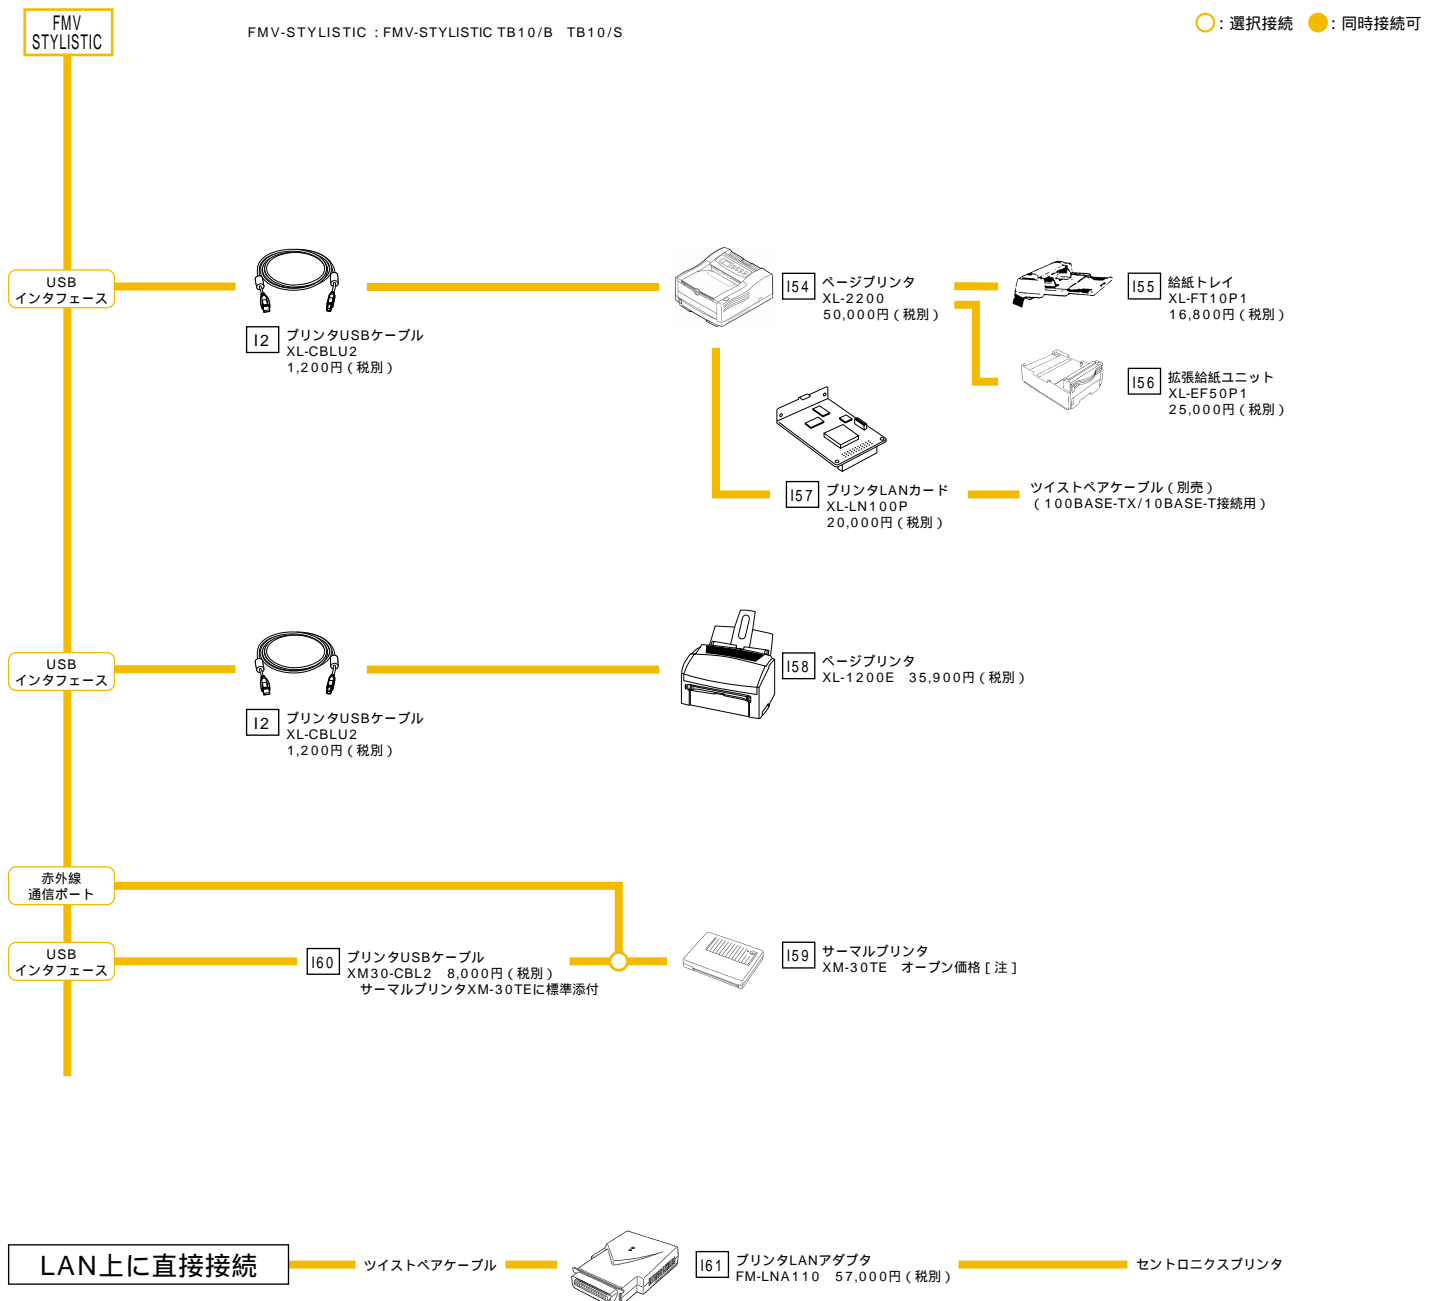 FMV
STYLISTIC
FMV-STYLISTIC：FMV-STYLISTIC TB10/B　TB10/S
○：選択接続　●：同時接続可
USB
インタフェース
I2
プリンタUSBケーブル
XL-CBLU2
1,200円（税別）
I54
ページプリンタ
XL-2200
50,000円（税別）
I55
給紙トレイ
XL-FT10P1
16,800円（税別）
I56
拡張給紙ユニット
XL-EF50P1
25,000円（税別）
I57
プリンタLANカード
XL-LN100P
20,000円（税別）
ツイストペアケーブル（別売）
（100BASE-TX/10BASE-T接続用）
USB
インタフェース
I2
プリンタUSBケーブル
XL-CBLU2
1,200円（税別）
I58
ページプリンタ
XL-1200E　35,900円（税別）
赤外線
通信ポート
USB
インタフェース
I60
プリンタUSBケーブル
XM30-CBL2　8,000円（税別）
サーマルプリンタXM-30TEに標準添付
I59
サーマルプリンタ
XM-30TE　オープン価格［注］
LAN上に直接接続
ツイストペアケーブル
I61
プリンタLANアダプタ
FM-LNA110　57,000円（税別）
セントロニクスプリンタ